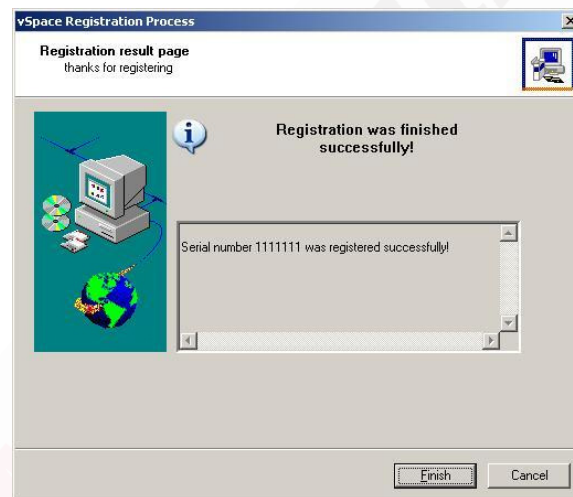 vSpace Registration Process
Registration result page
thanks for registering
Registration was finished
successfully!
Serial number 1111111 was registered successfully!
Finish
Cancel